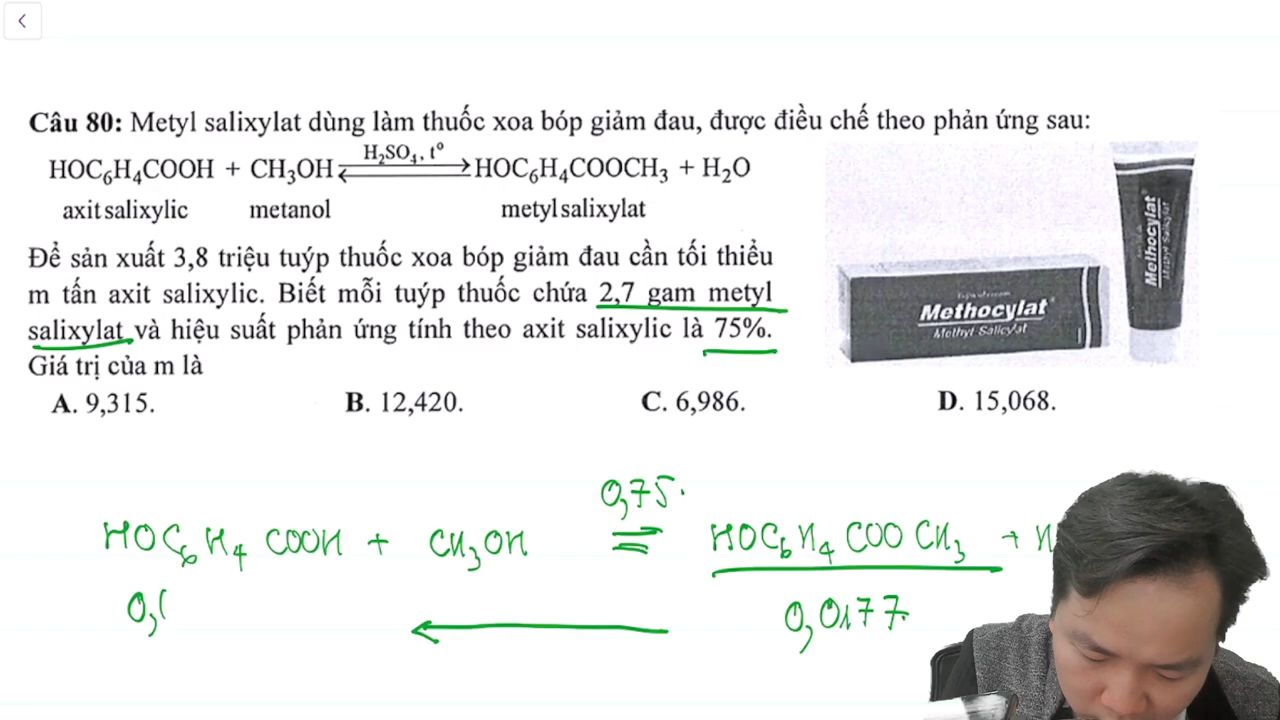 Câu 80: Metyl salixylat dùng làm thuốc xoa bóp giảm đau, được điều chế theo phản ứng sau:
HOC₆H₄COOH + CH₃OH ⇌ HOC₆H₄COOCH₃ + H₂O
H₂SO₄, t°
axit salixylic metanol metyl salixylat
Để sản xuất 3,8 triệu tuýp thuốc xoa bóp giảm đau cần tối thiểu
m tấn axit salixylic. Biết mỗi tuýp thuốc chứa 2,7 gam metyl
salixylat và hiệu suất phản ứng tính theo axit salixylic là 75%.
Giá trị của m là
Methocylat
Methyl Salicylat
Methocylat
Methyl Salicylat
A. 9,315. B. 12,420. C. 6,986. D. 15,068.
0,75.
HOC₆H₄COOH + CH₃OH ⇌ HOC₆H₄COOCH₃ + H
0,0177